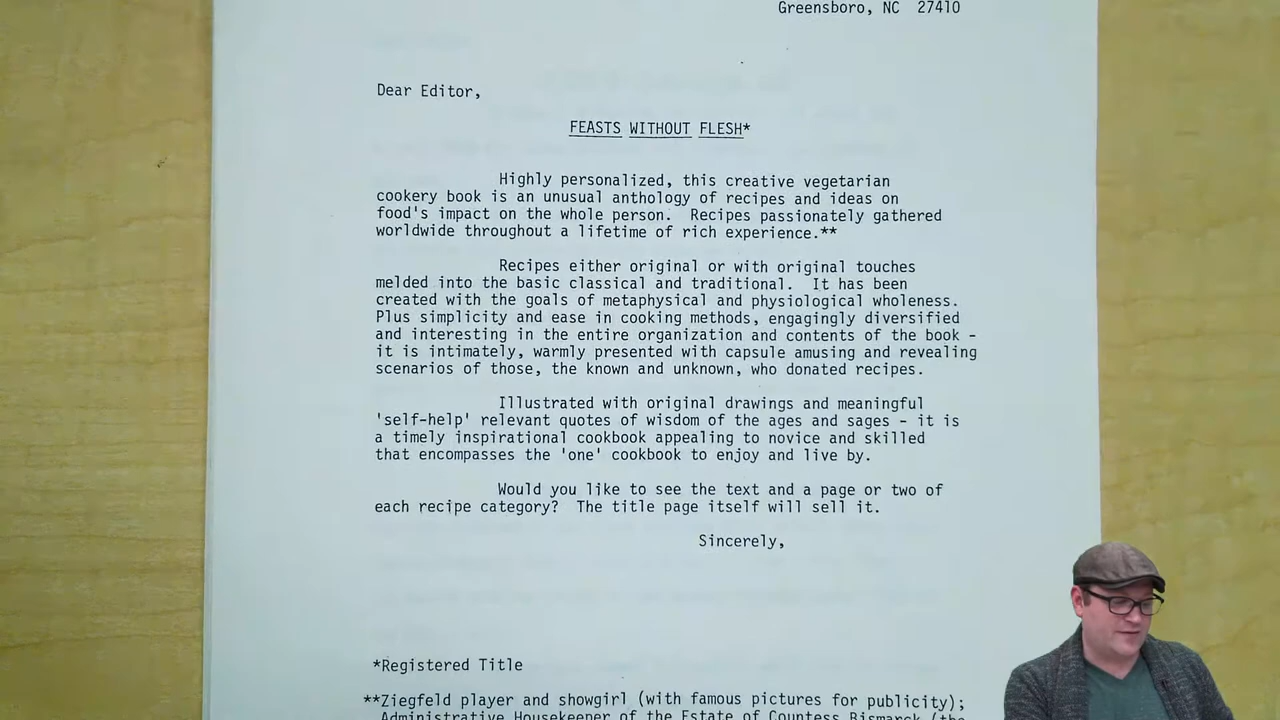 Greensboro, NC  27410
Dear Editor,
FEASTS WITHOUT FLESH*
Highly personalized, this creative vegetarian
cookery book is an unusual anthology of recipes and ideas on
food's impact on the whole person.  Recipes passionately gathered
worldwide throughout a lifetime of rich experience.**
Recipes either original or with original touches
melded into the basic classical and traditional.  It has been
created with the goals of metaphysical and physiological wholeness.
Plus simplicity and ease in cooking methods, engagingly diversified
and interesting in the entire organization and contents of the book -
it is intimately, warmly presented with capsule amusing and revealing
scenarios of those, the known and unknown, who donated recipes.
Illustrated with original drawings and meaningful
'self-help' relevant quotes of wisdom of the ages and sages - it is
a timely inspirational cookbook appealing to novice and skilled
that encompasses the 'one' cookbook to enjoy and live by.
Would you like to see the text and a page or two of
each recipe category?  The title page itself will sell it.
Sincerely,
*Registered Title
**Ziegfeld player and showgirl (with famous pictures for publicity);
Administrative Housekeeper of the Estate of Countess Bismarck (the